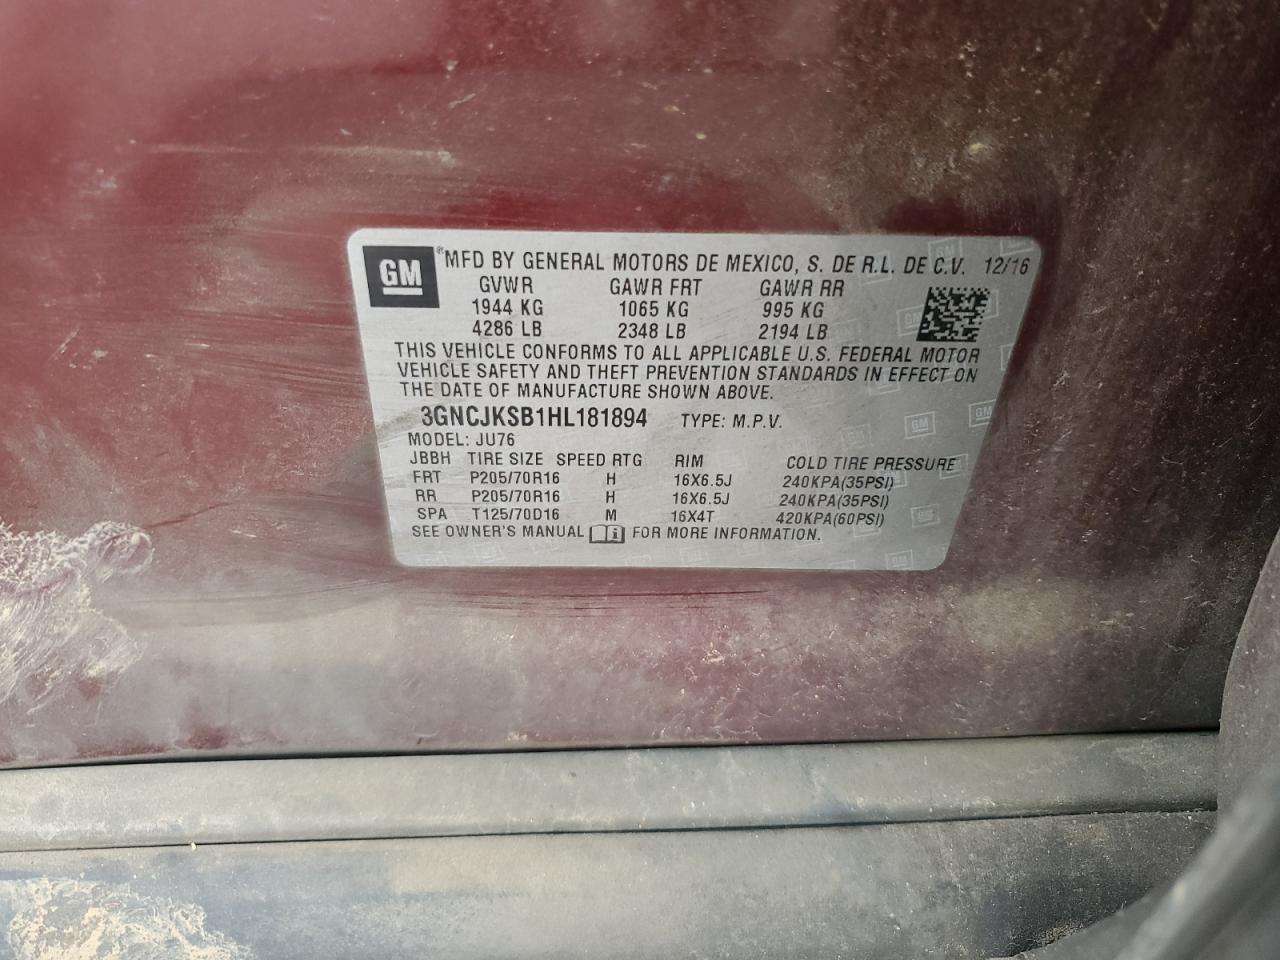 GM ® MFD BY GENERAL MOTORS DE MEXICO, S. DE R.L. DE C.V. 12/16
GVWR GAWR FRT GAWR RR
1944 KG 1065 KG 995 KG
4286 LB 2348 LB 2194 LB
THIS VEHICLE CONFORMS TO ALL APPLICABLE U.S. FEDERAL MOTOR
VEHICLE SAFETY AND THEFT PREVENTION STANDARDS IN EFFECT ON
THE DATE OF MANUFACTURE SHOWN ABOVE.
3GNCJKSB1HL181894 TYPE: M.P.V.
MODEL: JU76
JBBH TIRE SIZE SPEED RTG RIM COLD TIRE PRESSURE
FRT P205/70R16 H 16X6.5J 240KPA(35PSI)
RR P205/70R16 H 16X6.5J 240KPA(35PSI)
SPA T125/70D16 M 16X4T 420KPA(60PSI)
SEE OWNER'S MANUAL i FOR MORE INFORMATION.